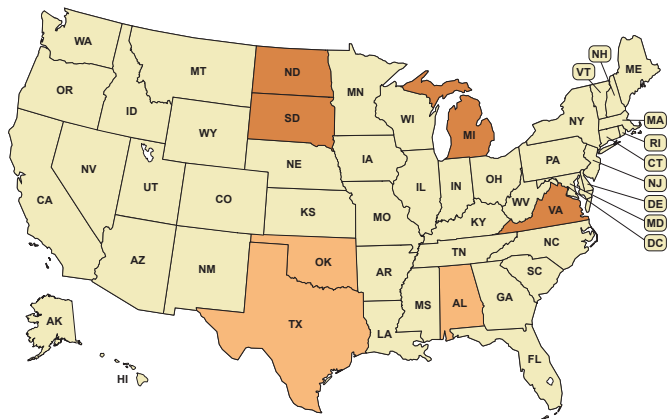 WA
OR
CA
NV
ID
MT
WY
UT
AZ
CO
NM
ND
SD
NE
KS
OK
TX
MN
IA
MO
AR
LA
WI
IL
MI
IN
OH
KY
TN
MS
AL
GA
FL
SC
NC
VA
WV
PA
NY
VT
NH
ME
MA
RI
CT
NJ
DE
MD
DC
AK
HI